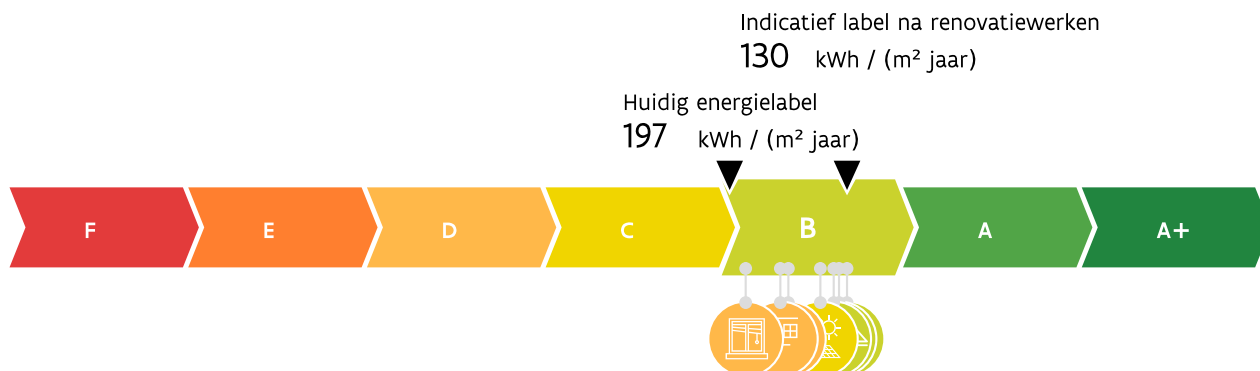 Indicatief label na renovatiewerken
130 kWh / (m² jaar)
Huidig energielabel
197 kWh / (m² jaar)
F E D C B A A+